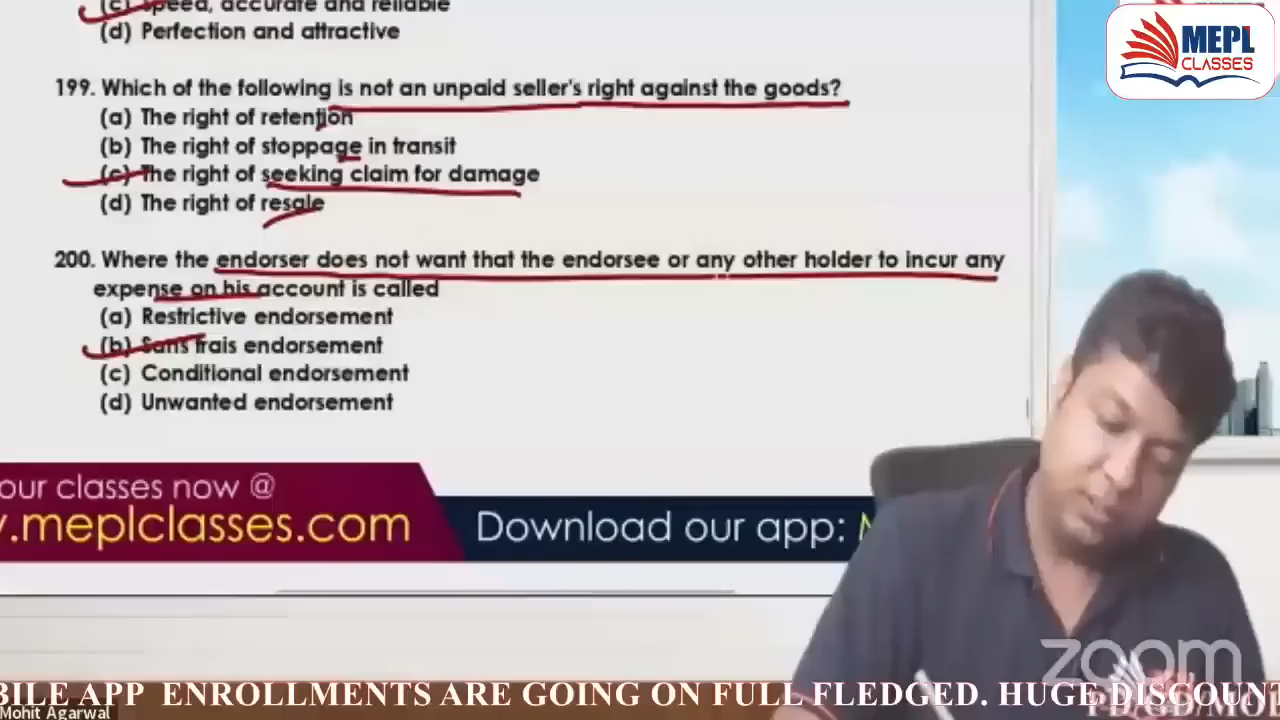 (c) Speed, accurate and reliable
(d) Perfection and attractive
199. Which of the following is not an unpaid seller's right against the goods?
(a) The right of retention
(b) The right of stoppage in transit
(c) The right of seeking claim for damage
(d) The right of resale
200. Where the endorser does not want that the endorsee or any other holder to incur any
expense on his account is called
(a) Restrictive endorsement
(b) Sans frais endorsement
(c) Conditional endorsement
(d) Unwanted endorsement
MEPL
CLASSES
our classes now @
.meplclasses.com
Download our app:
zoom
BILE APP ENROLLMENTS ARE GOING ON FULL FLEDGED. HUGE DISCOUN
Mohit Agarwal